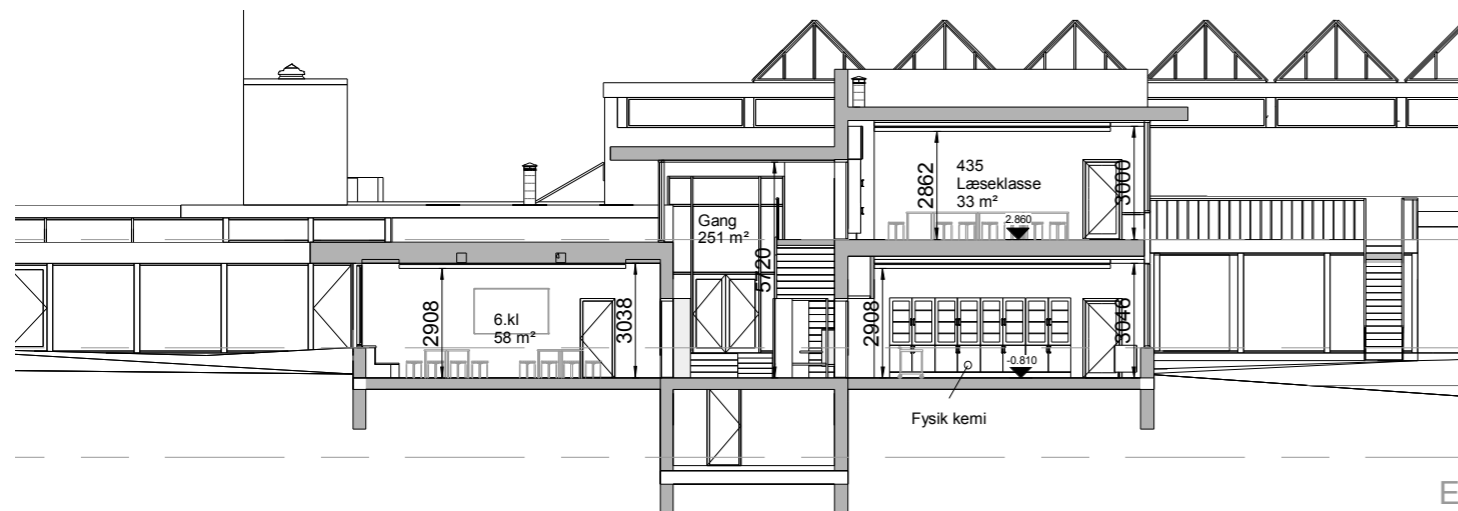 435
Læseklasse
33 m²
2862
3000
2.860
Gang
251 m²
5720
2908
6.kl
58 m²
3038
2908
3046
-0.810
Fysik kemi
E